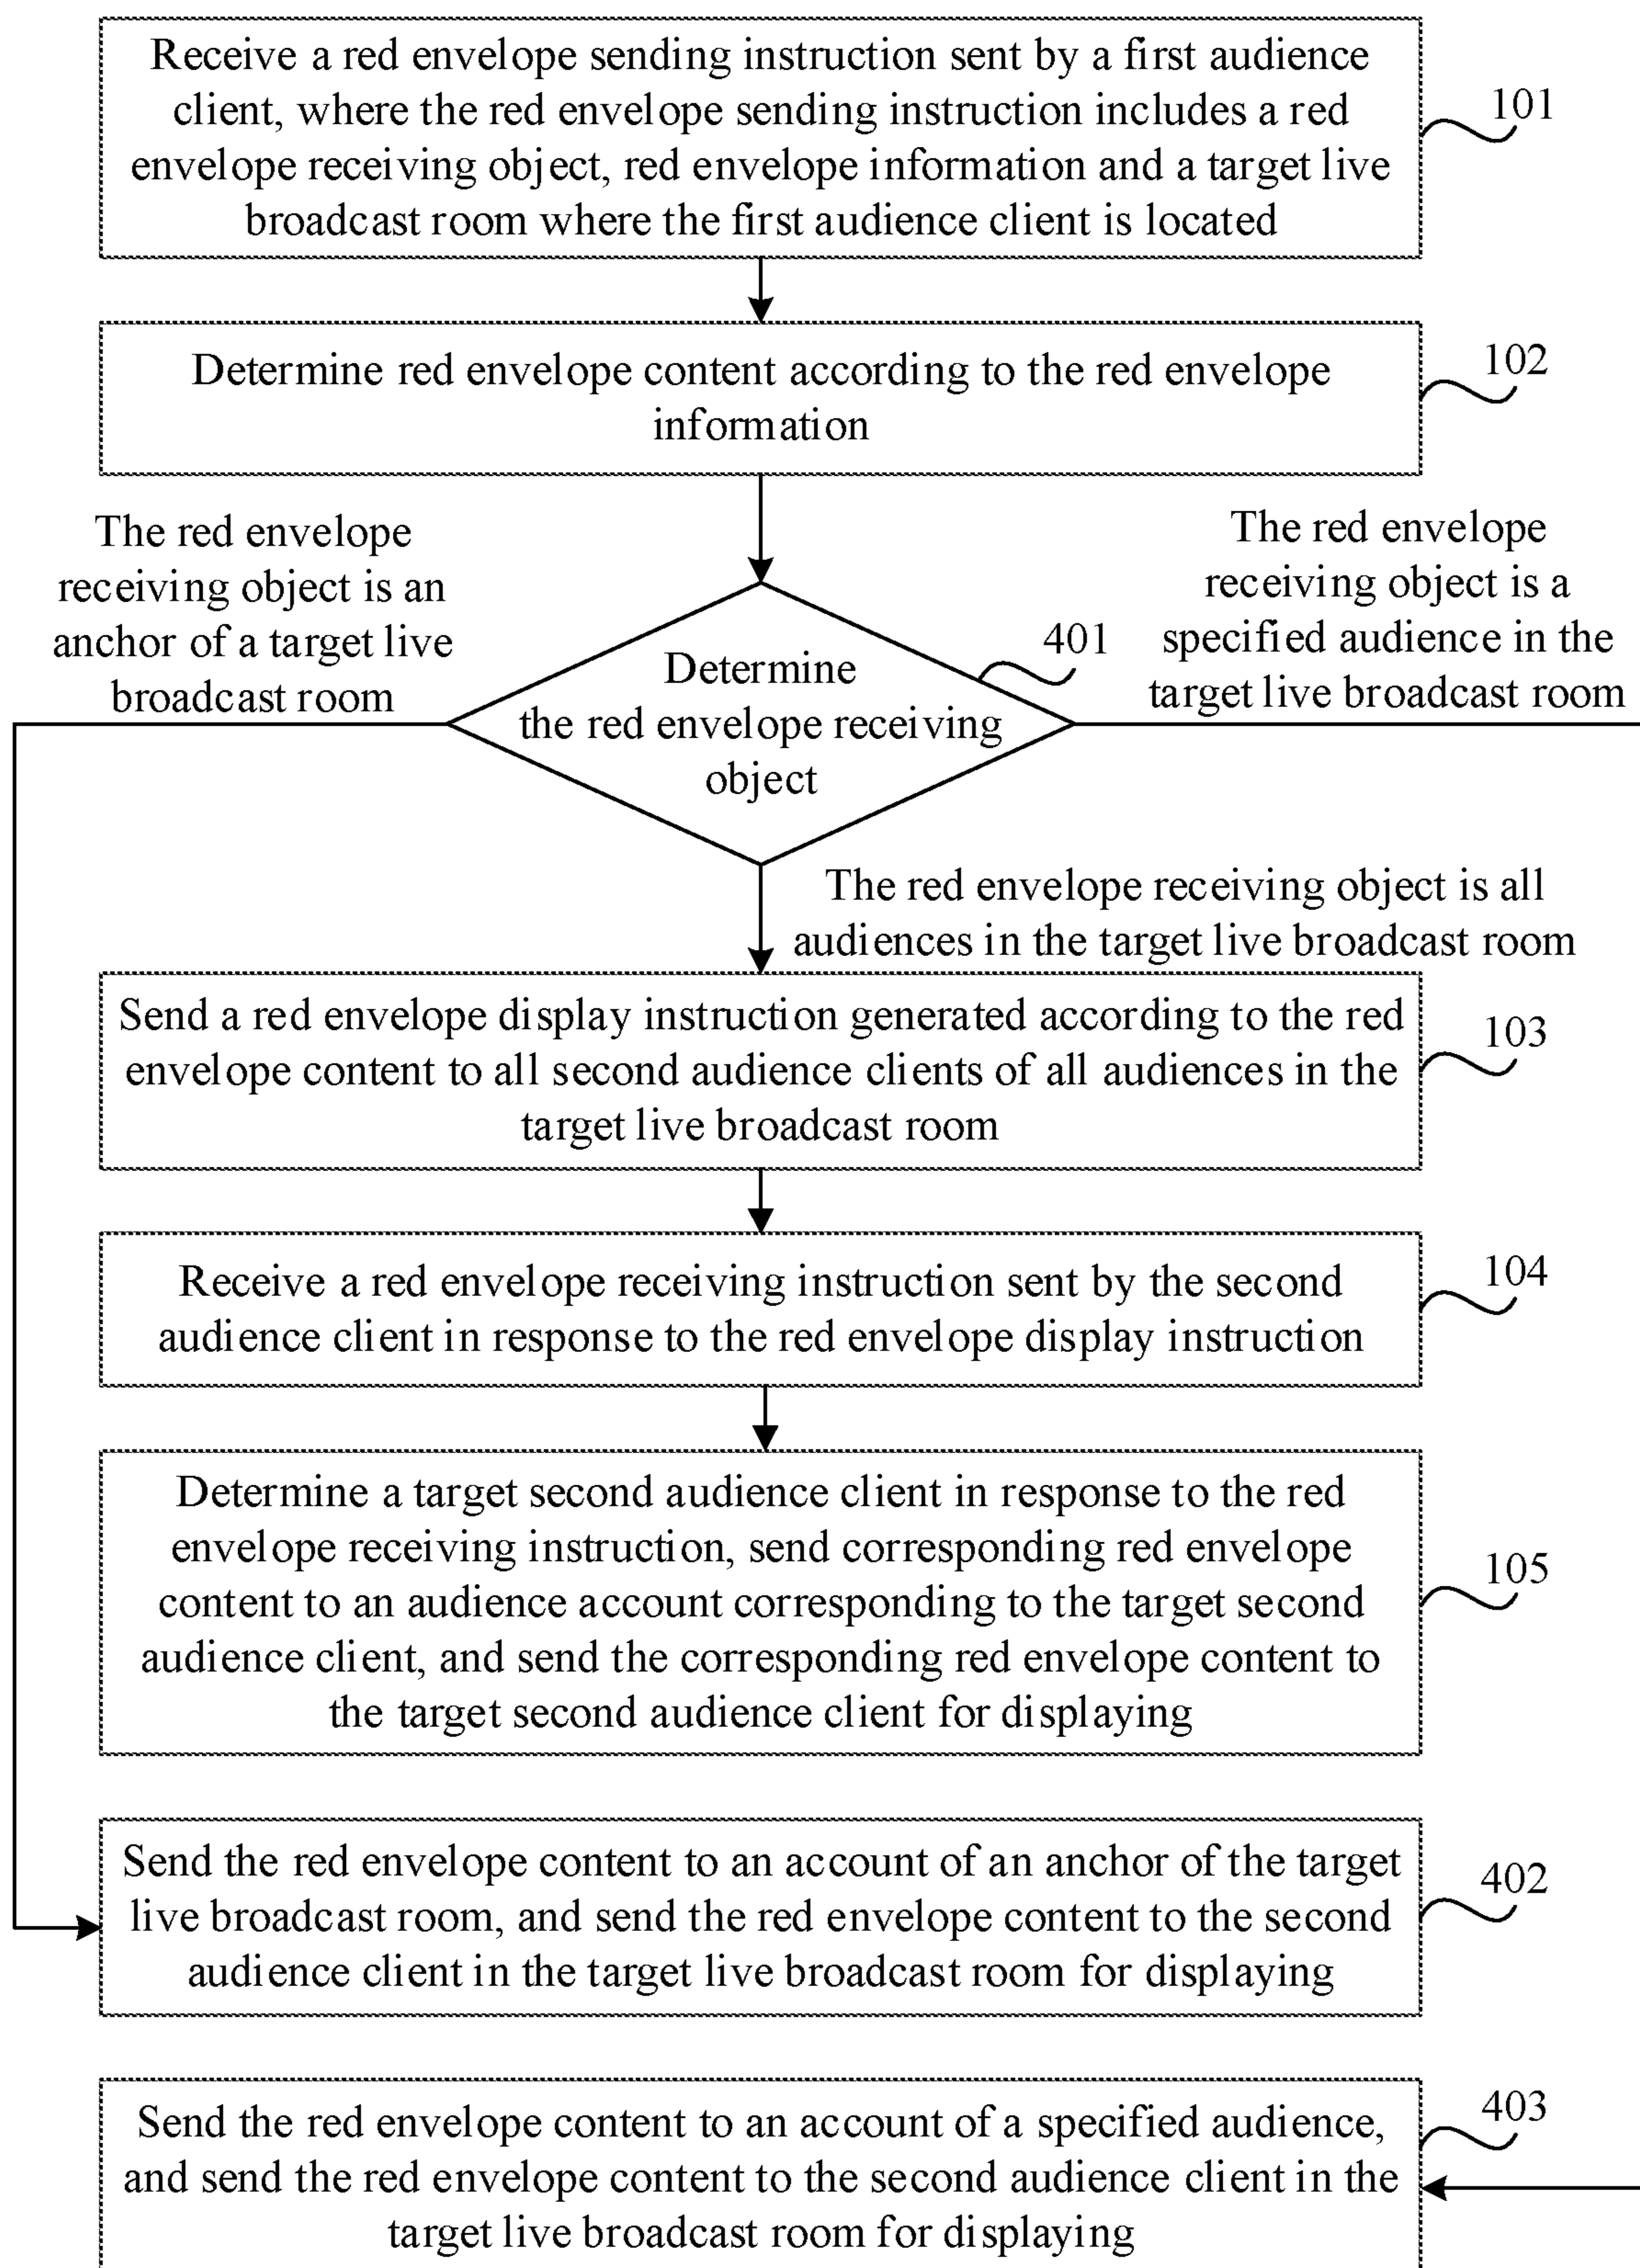 Receive a red envelope sending instruction sent by a first audience
client, where the red envelope sending instruction includes a red
envelope receiving object, red envelope information and a target live
broadcast room where the first audience client is located
101
Determine red envelope content according to the red envelope
information
102
The red envelope
receiving object is an
anchor of a target live
broadcast room
The red envelope
receiving object is a
specified audience in the
target live broadcast room
401
Determine
the red envelope receiving
object
The red envelope receiving object is all
audiences in the target live broadcast room
Send a red envelope display instruction generated according to the red
envelope content to all second audience clients of all audiences in the
target live broadcast room
103
Receive a red envelope receiving instruction sent by the second
audience client in response to the red envelope display instruction
104
Determine a target second audience client in response to the red
envelope receiving instruction, send corresponding red envelope
content to an audience account corresponding to the target second
audience client, and send the corresponding red envelope content to
the target second audience client for displaying
105
Send the red envelope content to an account of an anchor of the target
live broadcast room, and send the red envelope content to the second
audience client in the target live broadcast room for displaying
402
Send the red envelope content to an account of a specified audience,
and send the red envelope content to the second audience client in the
target live broadcast room for displaying
403